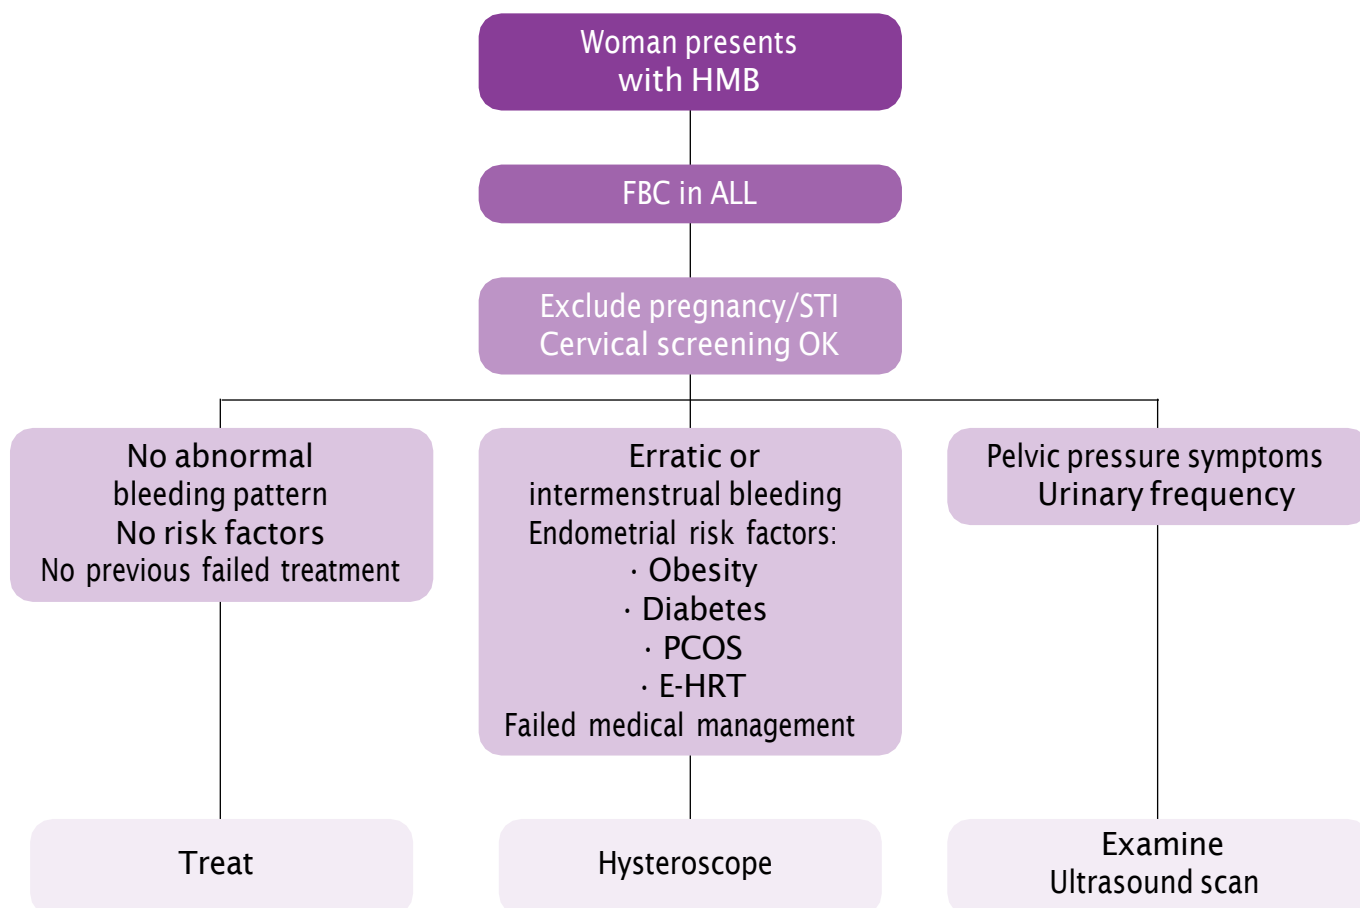 Woman presents
with HMB
FBC in ALL
Exclude pregnancy/STI
Cervical screening OK
No abnormal
bleeding pattern
No risk factors
No previous failed treatment
Erratic or
intermenstrual bleeding
Endometrial risk factors:
· Obesity
· Diabetes
· PCOS
· E-HRT
Failed medical management
Pelvic pressure symptoms
Urinary frequency
Treat
Hysteroscope
Examine
Ultrasound scan